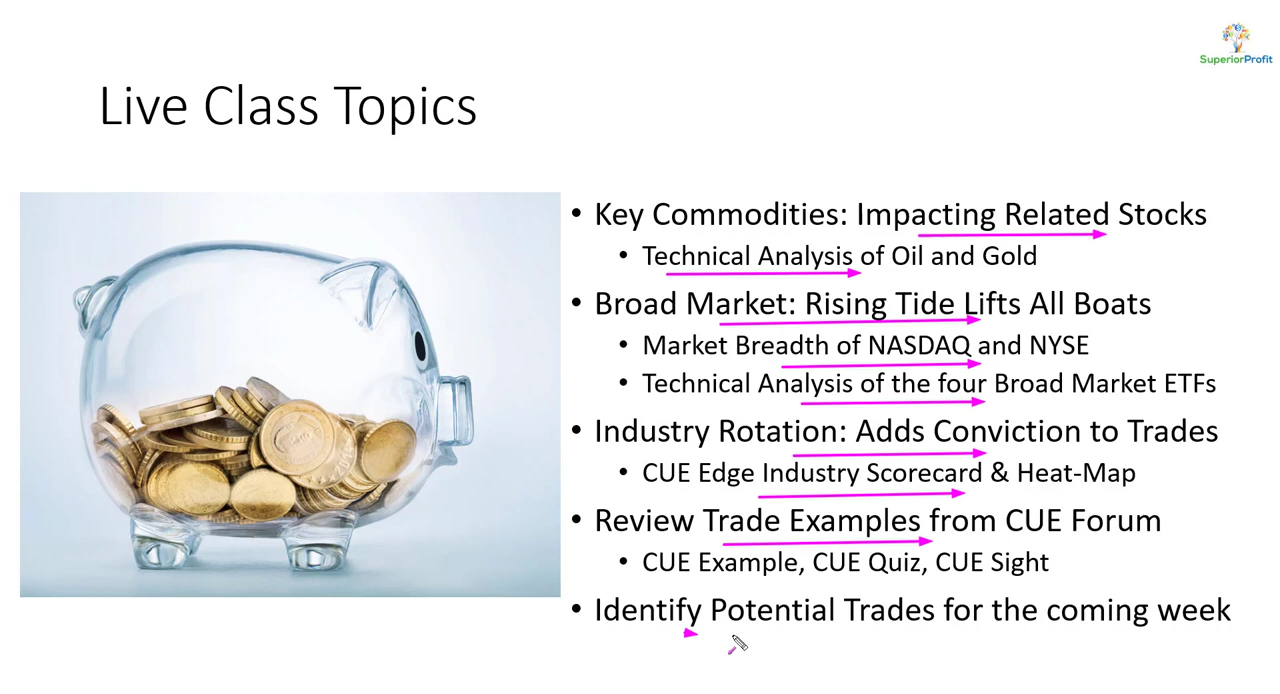 SuperiorProfit
Live Class Topics
• Key Commodities: Impacting Related Stocks
• Technical Analysis of Oil and Gold
• Broad Market: Rising Tide Lifts All Boats
• Market Breadth of NASDAQ and NYSE
• Technical Analysis of the four Broad Market ETFs
• Industry Rotation: Adds Conviction to Trades
• CUE Edge Industry Scorecard & Heat-Map
• Review Trade Examples from CUE Forum
• CUE Example, CUE Quiz, CUE Sight
• Identify Potential Trades for the coming week